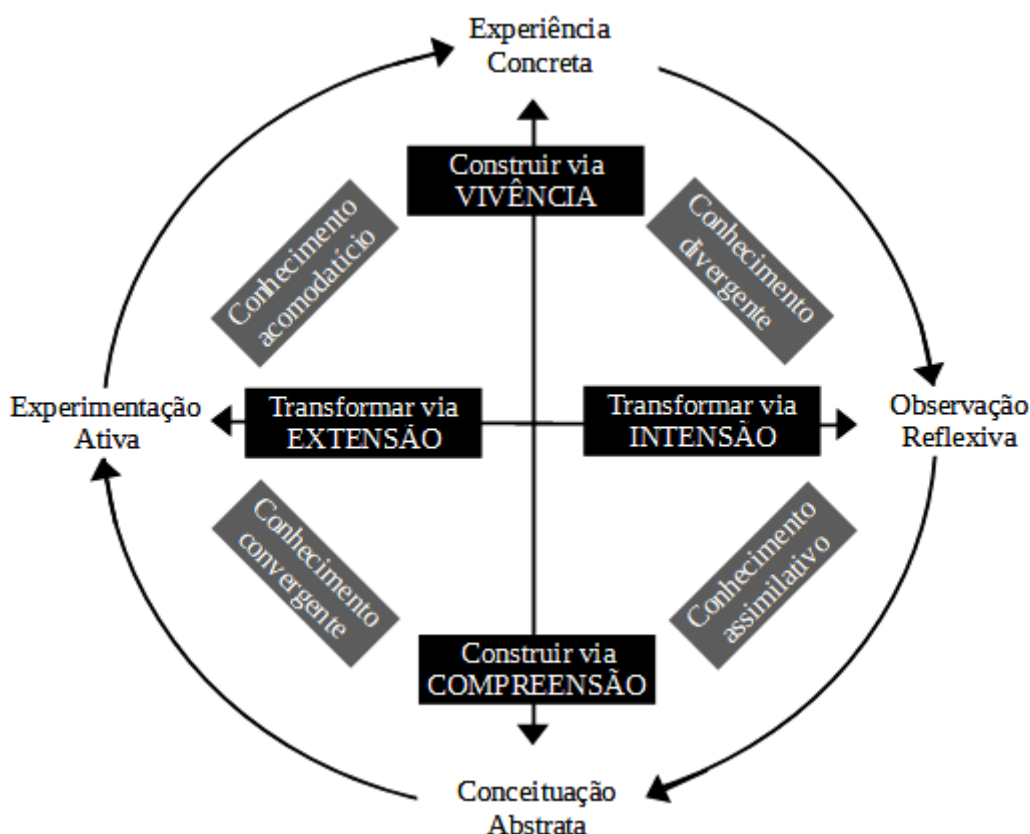 Experiência
Concreta
Construir via
VIVÊNCIA
Conhecimento
acomodatício
Conhecimento
divergente
Experimentação
Ativa
Transformar via
EXTENSÃO
Transformar via
INTENSÃO
Observação
Reflexiva
Conhecimento
convergente
Conhecimento
assimilativo
Construir via
COMPREENSÃO
Conceituação
Abstrata